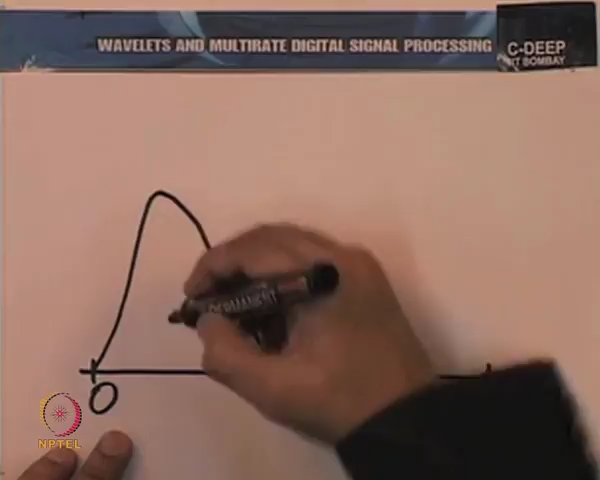 WAVELETS AND MULTIRATE DIGITAL SIGNAL PROCESSING
C-DEEP
IIT BOMBAY
PERMANENT
0
NPTEL